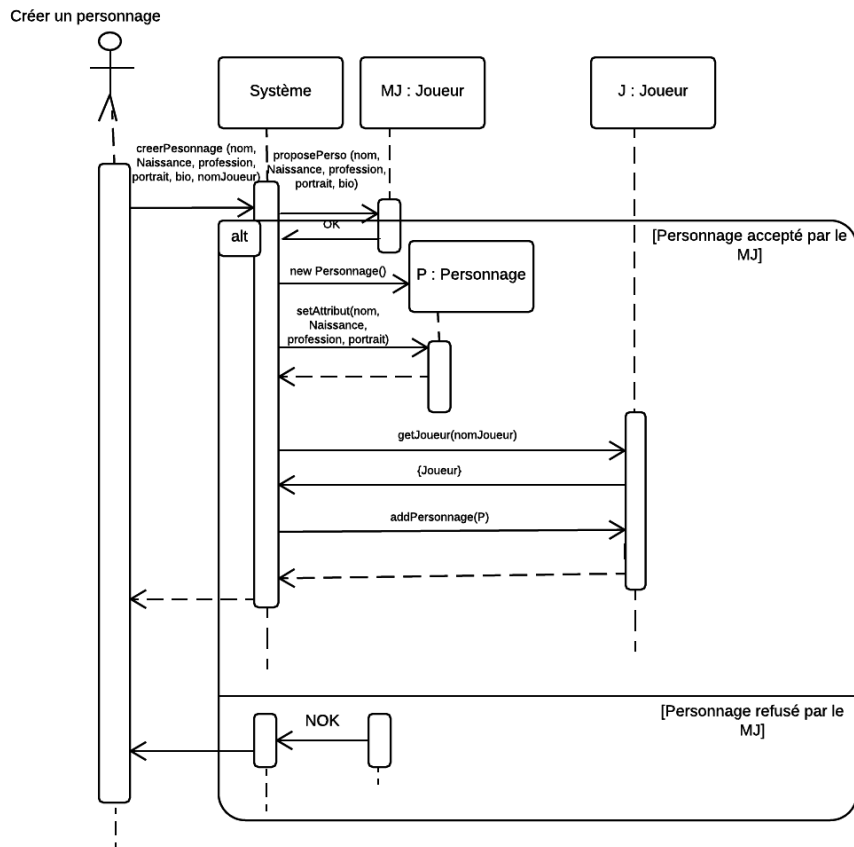 Créer un personnage
Système
MJ : Joueur
J : Joueur
creerPesonnage (nom,
Naissance, profession,
portrait, bio, nomJoueur)
proposePerso (nom,
Naissance, profession,
portrait, bio)
OK
alt
[Personnage accepté par le
MJ]
new Personnage()
P : Personnage
setAttribut(nom,
Naissance,
profession, portrait)
getJoueur(nomJoueur)
{Joueur}
addPersonnage(P)
[Personnage refusé par le
MJ]
NOK